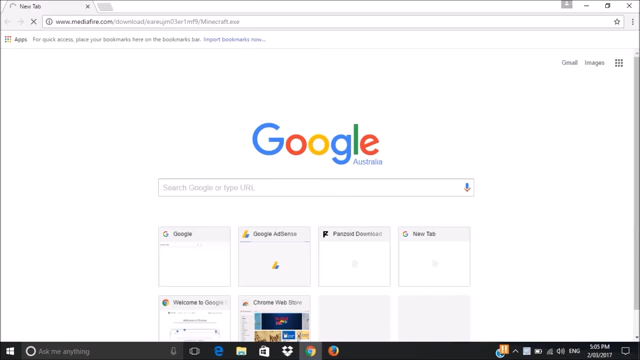 New Tab
www.mediafire.com/download/eareujm03er1mf9/Minecraft.exe
Apps For quick access, place your bookmarks here on the bookmarks bar. Import bookmarks now...
Gmail Images
Google
Australia
Search Google or type URL
Google Google AdSense Panzsid Download New Tab
Welcome to Google Chrome Web Store
Ask me anything
ENG
5:05 PM
2/03/2017